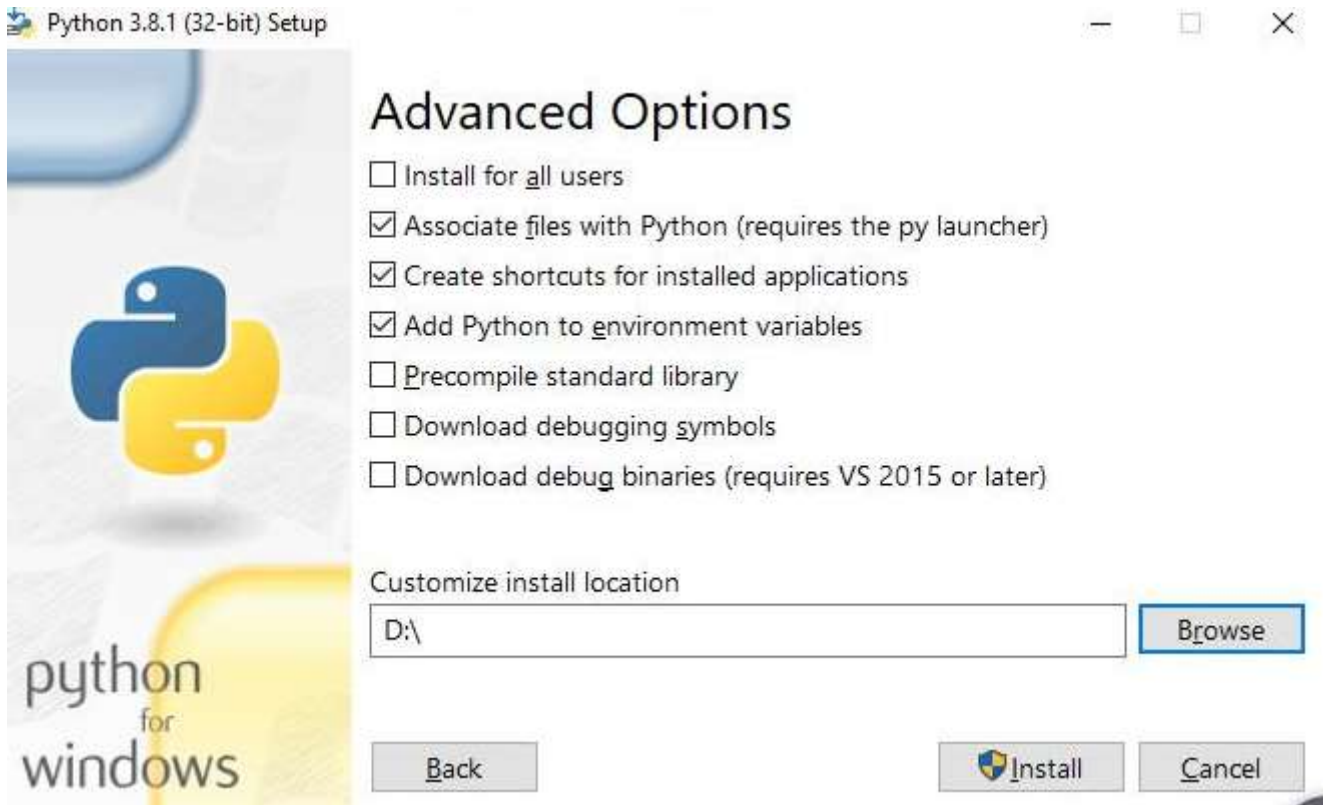 Python 3.8.1 (32-bit) Setup
Advanced Options
Install for all users
Associate files with Python (requires the py launcher)
Create shortcuts for installed applications
Add Python to environment variables
Precompile standard library
Download debugging symbols
Download debug binaries (requires VS 2015 or later)
Customize install location
D:\
Browse
python
for
windows
Back
Install
Cancel